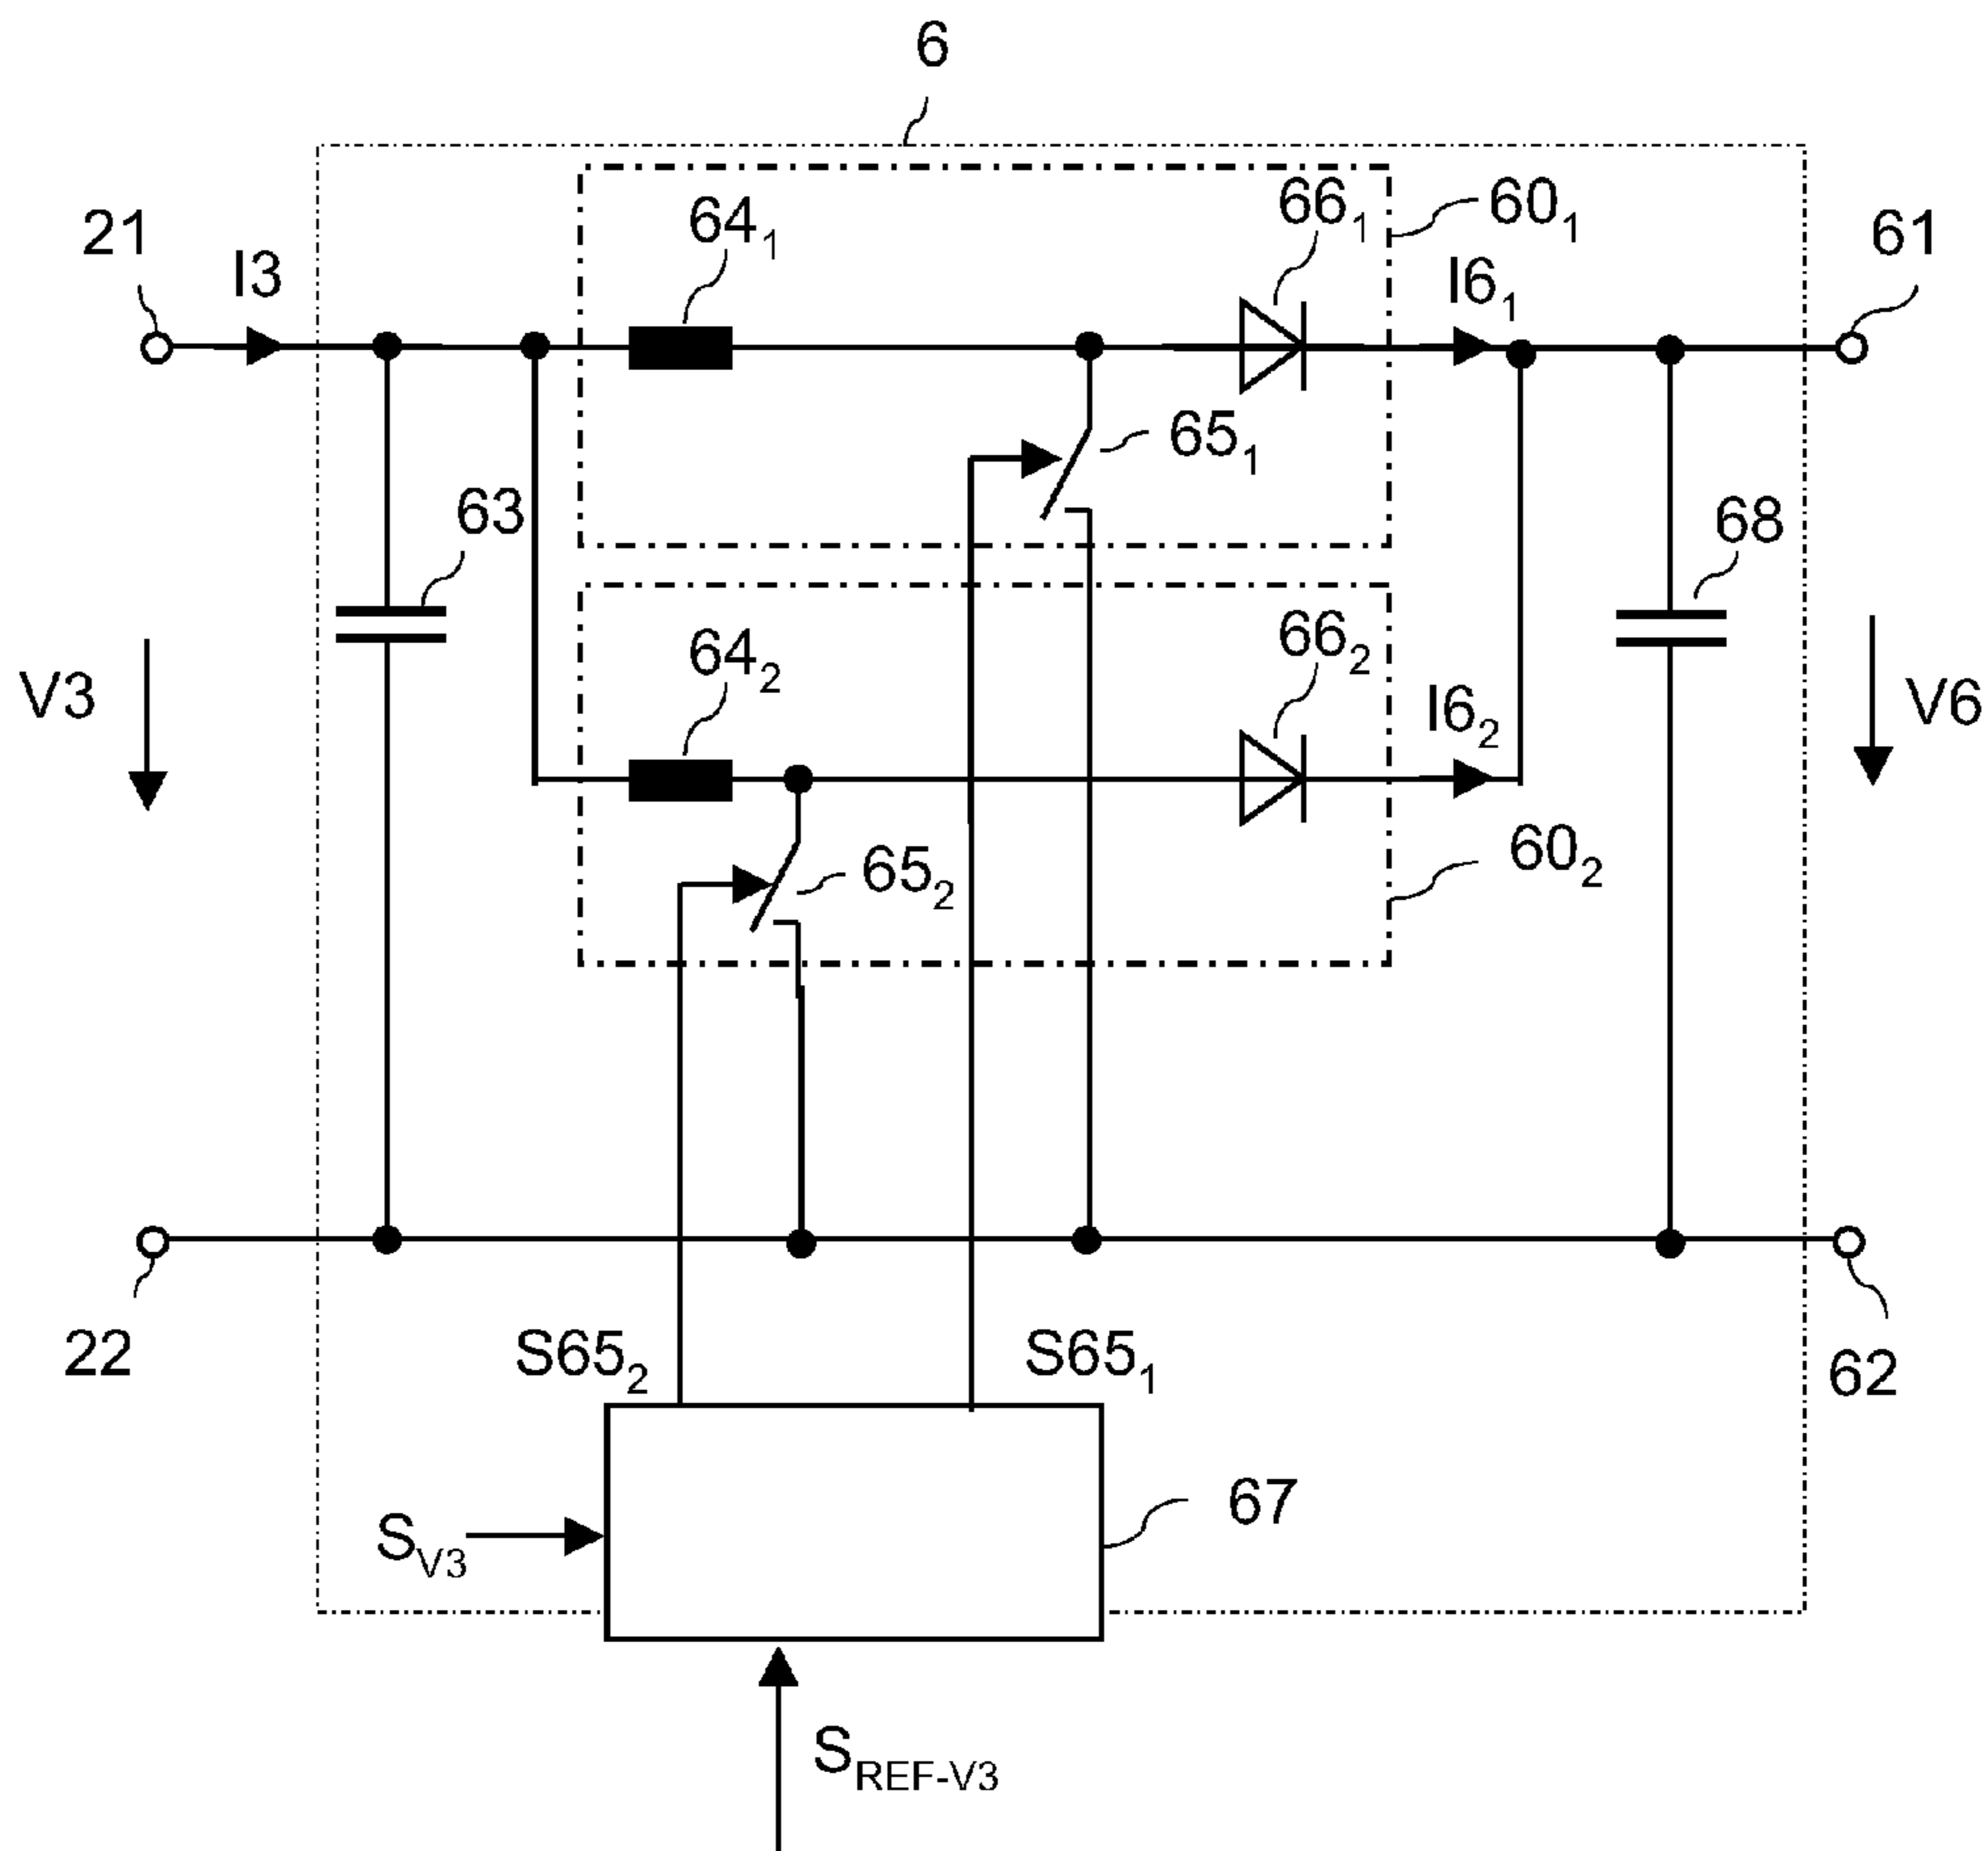 6
21
I3
64₁
66₁
60₁
I6₁
61
65₁
63
68
64₂
66₂
V3
I6₂
V6
65₂
60₂
22
S65₂
S65₁
62
67
S_V3
S_REF-V3